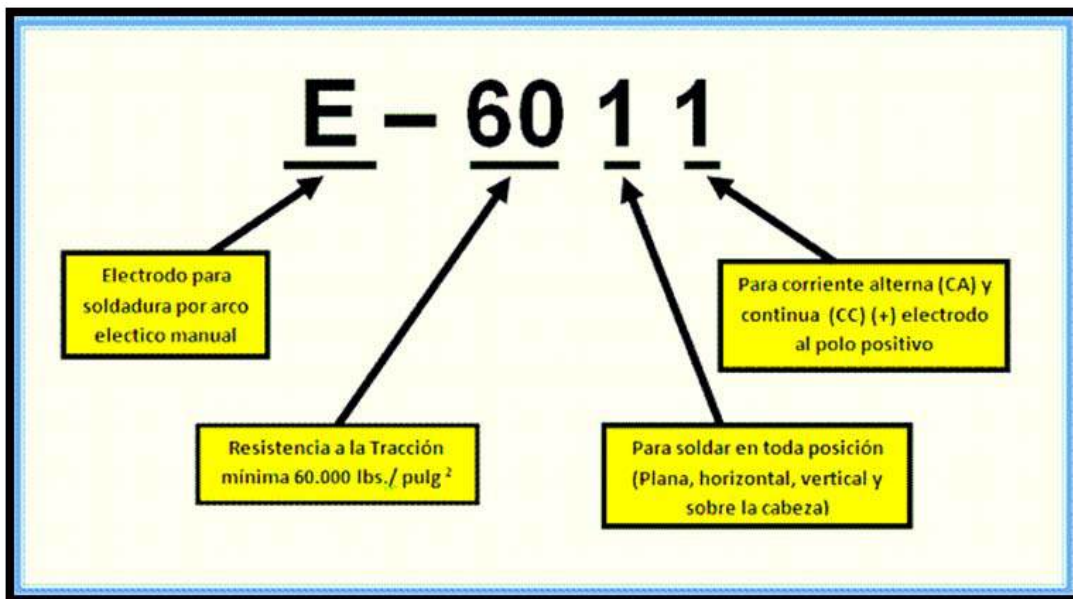 E – 60 1 1
Electrodo para
soldadura por arco
electico manual
Resistencia a la Tracción
mínima 60.000 lbs./ pulg ²
Para soldar en toda posición
(Plana, horizontal, vertical y
sobre la cabeza)
Para corriente alterna (CA) y
continua (CC) (+) electrodo
al polo positivo